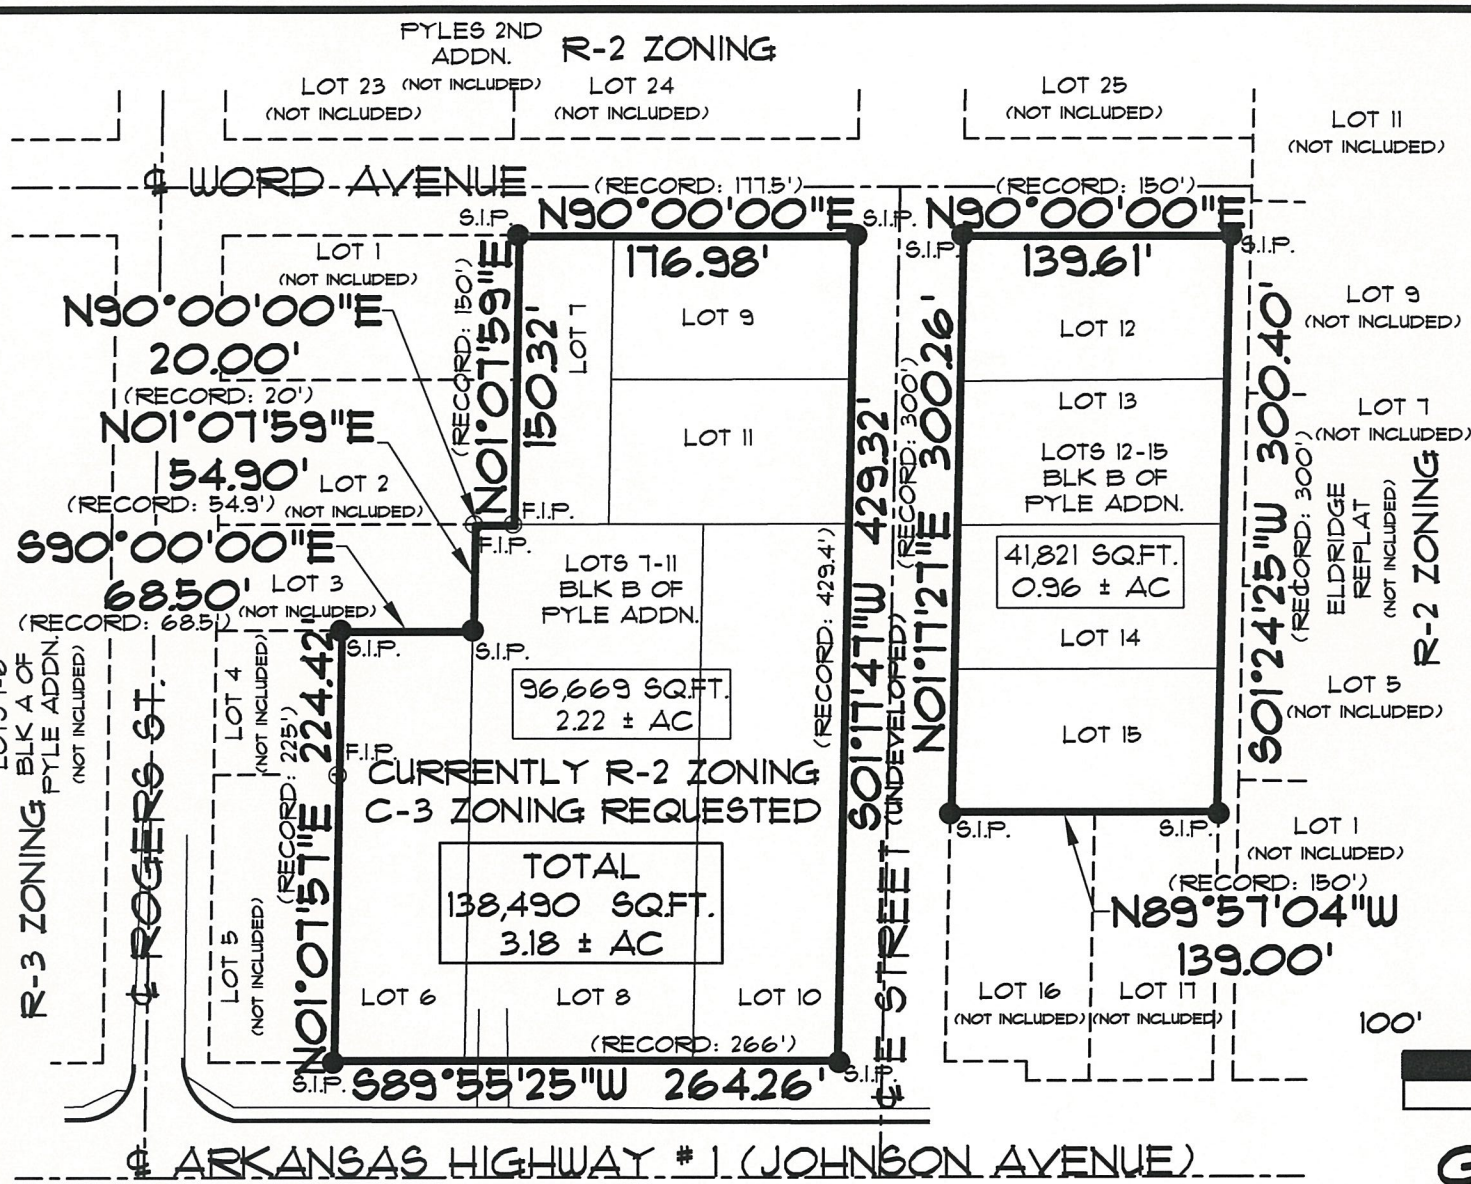 PYLES 2ND
ADDN.
(NOT INCLUDED)
R-2 ZONING
LOT 23
(NOT INCLUDED)
LOT 24
(NOT INCLUDED)
LOT 25
(NOT INCLUDED)
LOT 11
(NOT INCLUDED)
℄ WORD AVENUE
(RECORD: 177.5')
(RECORD: 150')
S.I.P.
N90°00'00"E
S.I.P.
176.98'
S.I.P.
N90°00'00"E
S.I.P.
139.61'
LOT 1
(NOT INCLUDED)
N90°00'00"E
20.00'
(RECORD: 20')
(RECORD: 150')
N01°07'59"E
150.32'
LOT 7
LOT 9
LOT 11
N01°07'59"E
54.90'
(RECORD: 54.9')
LOT 2
(NOT INCLUDED)
F.I.P.
F.I.P.
S90°00'00"E
68.50'
(RECORD: 68.5')
LOT 3
(NOT INCLUDED)
S.I.P.
S.I.P.
LOTS 7-11
BLK B OF
PYLE ADDN.
96,669 SQ.FT.
2.22 ± AC
(RECORD: 429.4')
S01°17'47"W 429.32'
℄ E STREET (UNDEVELOPED)
(RECORD: 300')
N01°17'27"E 300.26'
LOT 12
LOT 13
LOTS 12-15
BLK B OF
PYLE ADDN.
41,821 SQ.FT.
0.96 ± AC
LOT 14
LOT 15
S01°24'25"W 300.40'
(RECORD: 300')
LOT 9
(NOT INCLUDED)
LOT 7
(NOT INCLUDED)
ELDRIDGE
REPLAT
(NOT INCLUDED)
R-2 ZONING
LOT 5
(NOT INCLUDED)
BLK A OF
PYLE ADDN.
(NOT INCLUDED)
R-3 ZONING
℄ ROGERS ST.
LOT 4
(NOT INCLUDED)
LOT 5
(NOT INCLUDED)
(RECORD: 225')
N01°07'57"E 224.42'
F.I.P.
CURRENTLY R-2 ZONING
C-3 ZONING REQUESTED
TOTAL
138,490 SQ.FT.
3.18 ± AC
LOT 6
LOT 8
LOT 10
(RECORD: 266')
S.I.P.
S89°55'25"W 264.26'
S.I.P.
S.I.P.
S.I.P.
LOT 1
(NOT INCLUDED)
(RECORD: 150')
N89°57'04"W
139.00'
LOT 16
(NOT INCLUDED)
LOT 17
(NOT INCLUDED)
100'
℄ ARKANSAS HIGHWAY #1 (JOHNSON AVENUE)